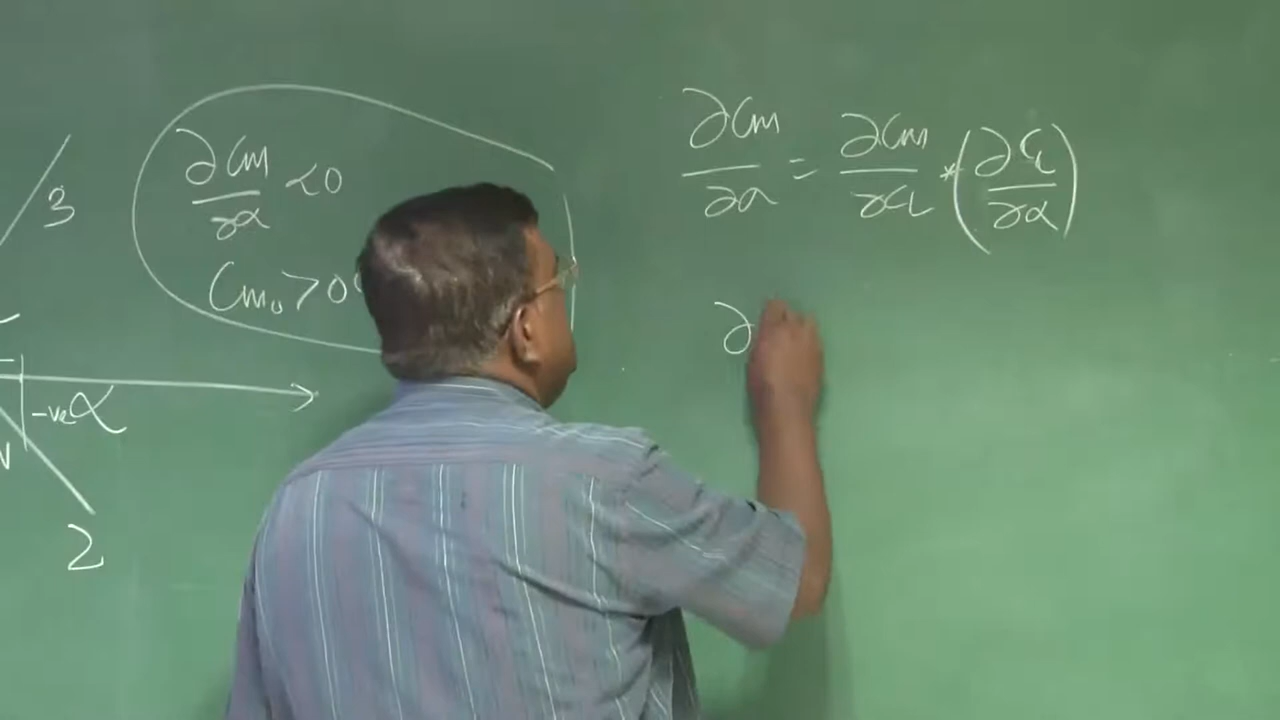 3
∂Cm/∂α <0
Cm₀ >0
-ve α
2
∂Cm/∂α = ∂Cm/∂CL * (∂CL/∂α)
∂